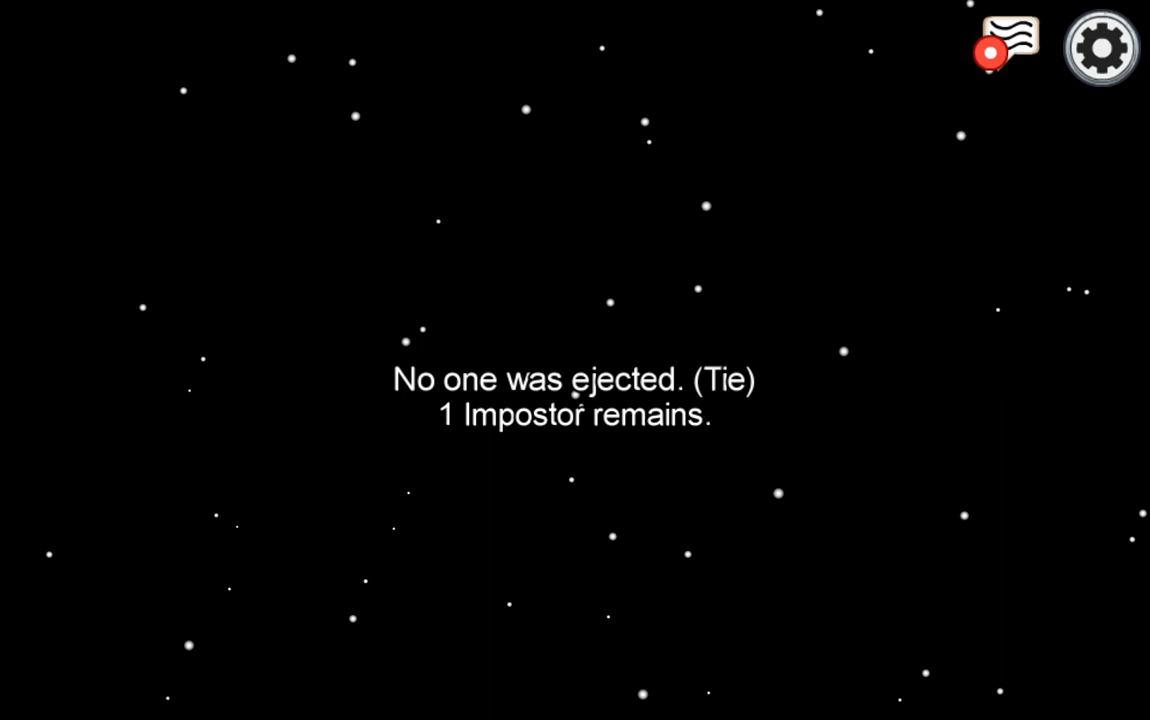 No one was ejected. (Tie)
1 Impostor remains.